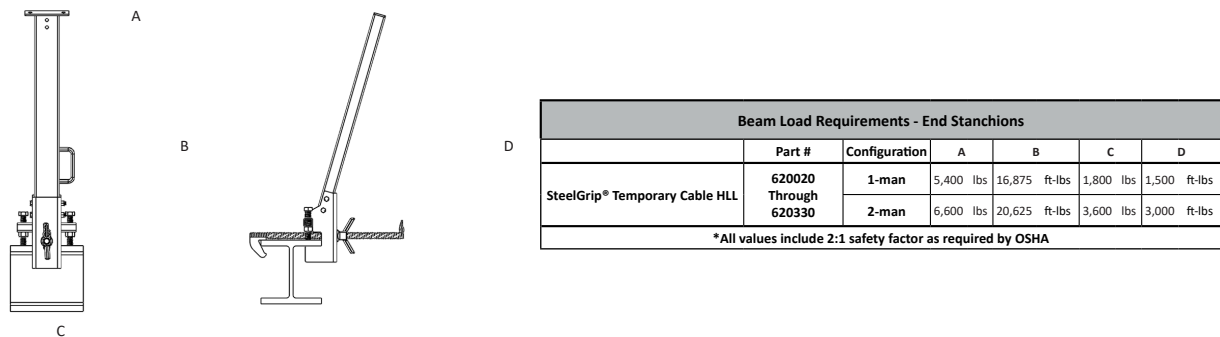 A
B
D
C
Beam Load Requirements - End Stanchions
Part # Configuration A B C D
SteelGrip® Temporary Cable HLL 620020 Through 620330 1-man 5,400 lbs 16,875 ft-lbs 1,800 lbs 1,500 ft-lbs
2-man 6,600 lbs 20,625 ft-lbs 3,600 lbs 3,000 ft-lbs
*All values include 2:1 safety factor as required by OSHA